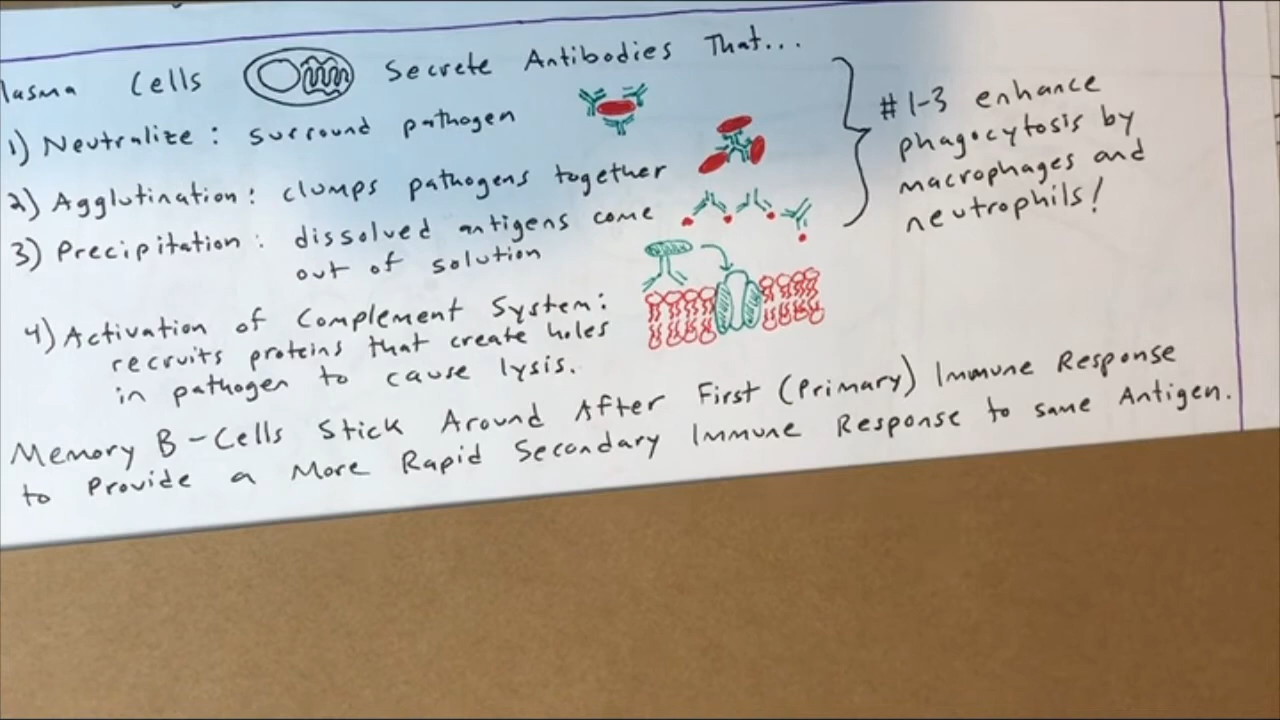 lasma Cells Secrete Antibodies That...
1) Neutralize: surround pathogen
2) Agglutination: clumps pathogens together
3) Precipitation: dissolved antigens come
out of solution
#1-3 enhance
phagocytosis by
macrophages and
neutrophils!
4) Activation of Complement System:
recruits proteins that create holes
in pathogen to cause lysis.
Memory B-Cells Stick Around After First (Primary) Immune Response
to Provide a More Rapid Secondary Immune Response to same Antigen.